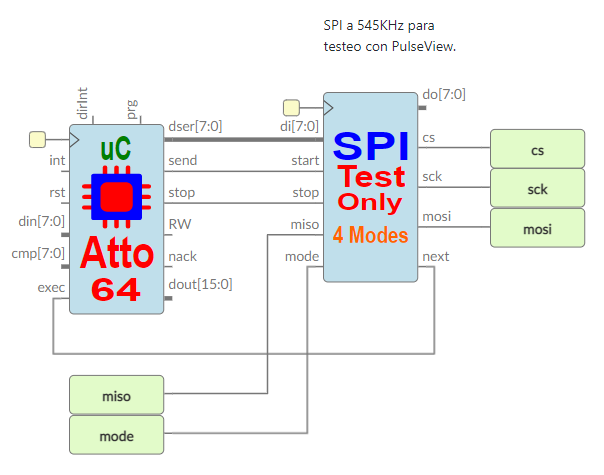 SPI a 545KHz para
testeo con PulseView.
dirInt
prg
uC
Atto
64
int
rst
din[7:0]
cmp[7:0]
exec
dser[7:0]
send
stop
RW
nack
dout[15:0]
di[7:0]
start
stop
miso
mode
SPI
Test
Only
4 Modes
do[7:0]
cs
sck
mosi
next
cs
sck
mosi
miso
mode